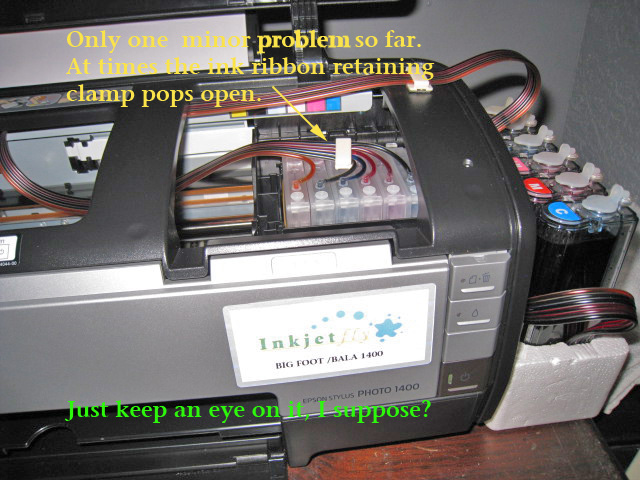 Only one minor problem so far.
At times the ink ribbon retaining
clamp pops open.
M
C
Inkjetfly
BIG FOOT /BALA 1400
EPSON STYLUS PHOTO 1400
Just keep an eye on it, I suppose?